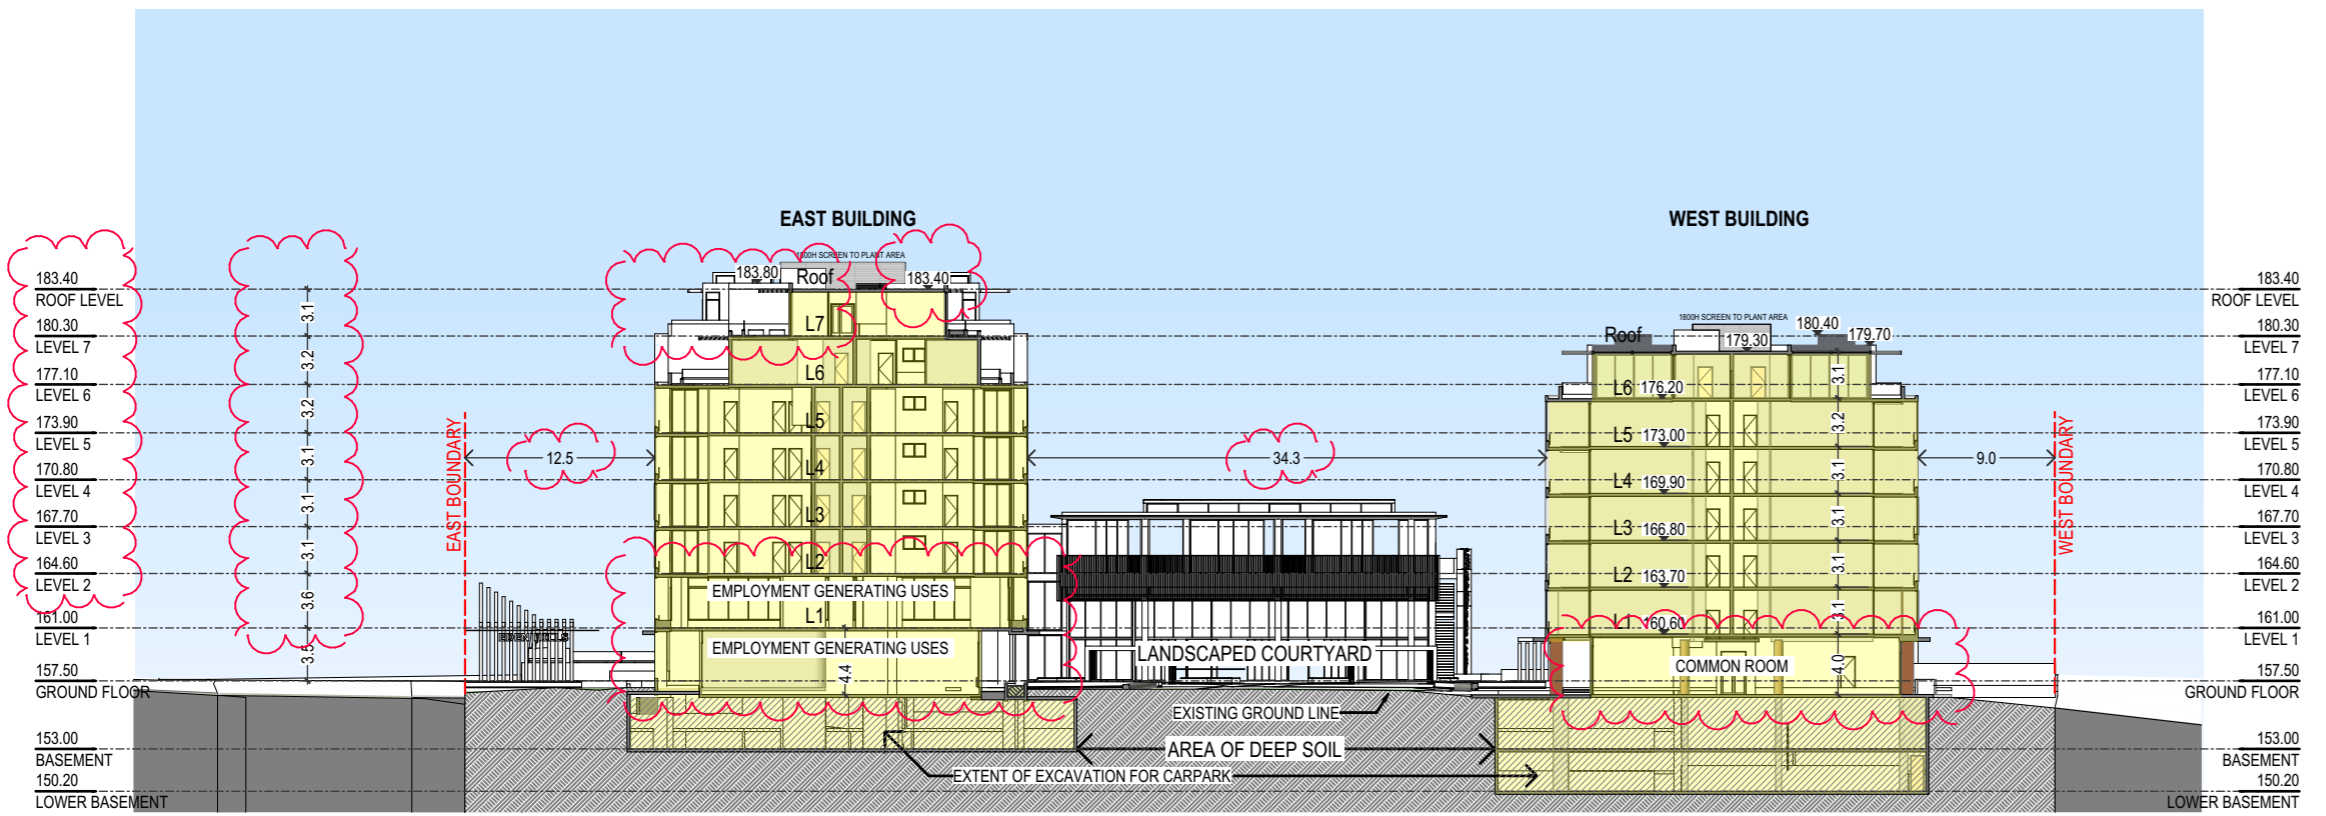 EAST BUILDING
WEST BUILDING
1800H SCREEN TO PLANT AREA
183.80
Roof
183.40
183.40
ROOF LEVEL
180.30
LEVEL 7
177.10
LEVEL 6
173.90
LEVEL 5
170.80
LEVEL 4
167.70
LEVEL 3
164.60
LEVEL 2
161.00
LEVEL 1
157.50
GROUND FLOOR
153.00
BASEMENT
150.20
LOWER BASEMENT
3.1
3.2
3.2
3.1
3.1
3.1
3.6
3.5
EAST BOUNDARY
12.5
L7
L6
L5
L4
L3
L2
EMPLOYMENT GENERATING USES
L1
EMPLOYMENT GENERATING USES
4.4
34.3
LANDSCAPED COURTYARD
EXISTING GROUND LINE
AREA OF DEEP SOIL
EXTENT OF EXCAVATION FOR CARPARK
1800H SCREEN TO PLANT AREA
Roof
179.30
180.40
179.70
L6 176.20
L5 173.00
L4 169.90
L3 166.80
L2 163.70
L1 160.60
COMMON ROOM
3.1
3.2
3.1
3.1
3.1
3.1
4.0
9.0
WEST BOUNDARY
183.40
ROOF LEVEL
180.30
LEVEL 7
177.10
LEVEL 6
173.90
LEVEL 5
170.80
LEVEL 4
167.70
LEVEL 3
164.60
LEVEL 2
161.00
LEVEL 1
157.50
GROUND FLOOR
153.00
BASEMENT
150.20
LOWER BASEMENT